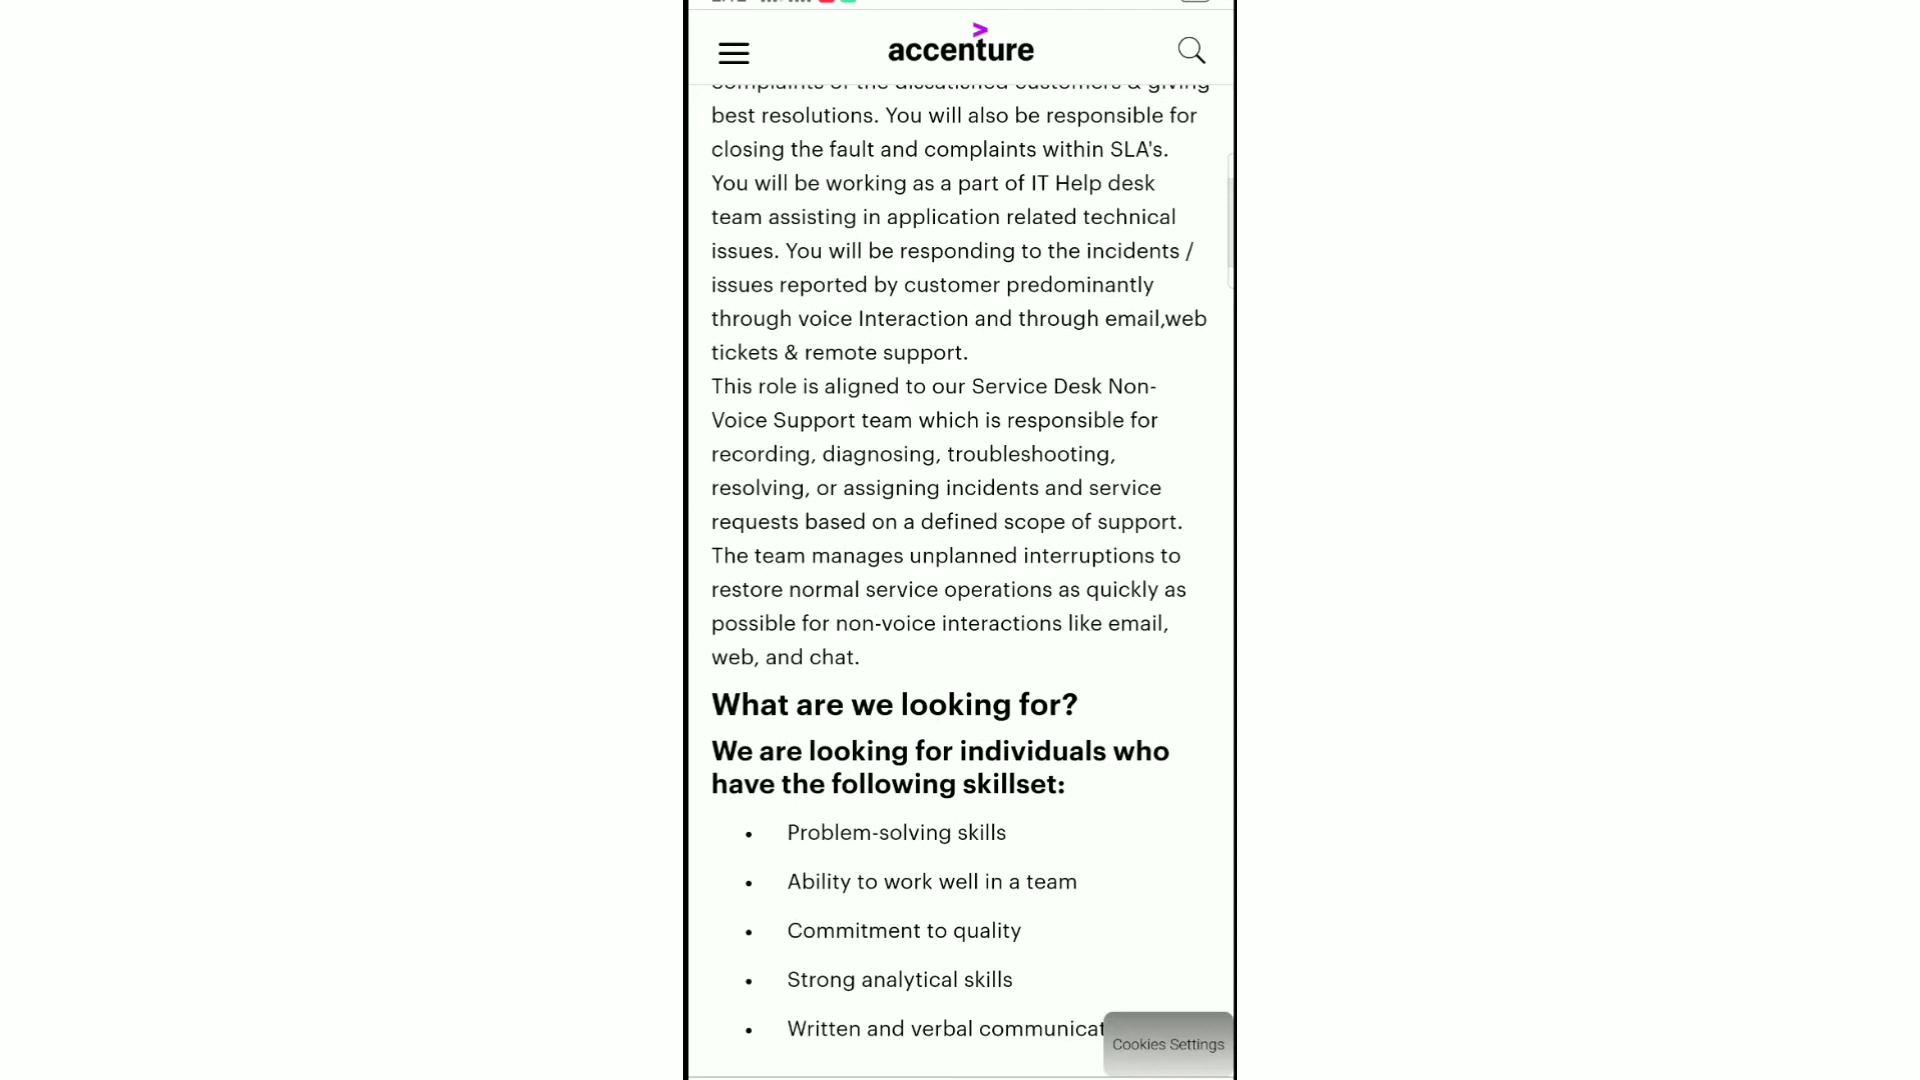 accenture
complaints of the dissatisfied customers & giving
best resolutions. You will also be responsible for
closing the fault and complaints within SLA's.
You will be working as a part of IT Help desk
team assisting in application related technical
issues. You will be responding to the incidents /
issues reported by customer predominantly
through voice Interaction and through email,web
tickets & remote support.
This role is aligned to our Service Desk Non-
Voice Support team which is responsible for
recording, diagnosing, troubleshooting,
resolving, or assigning incidents and service
requests based on a defined scope of support.
The team manages unplanned interruptions to
restore normal service operations as quickly as
possible for non-voice interactions like email,
web, and chat.
What are we looking for?
We are looking for individuals who
have the following skillset:
• Problem-solving skills
• Ability to work well in a team
• Commitment to quality
• Strong analytical skills
• Written and verbal communicat
Cookies Settings